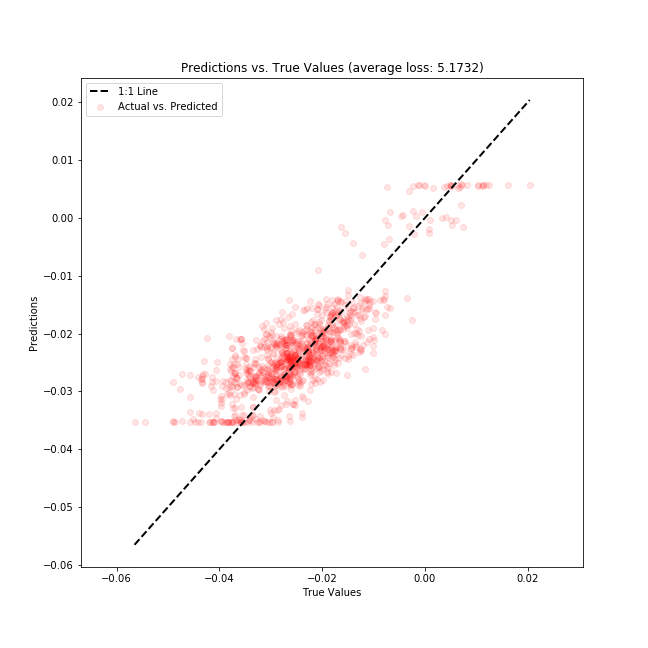 Predictions vs. True Values (average loss: 5.1732)
1:1 Line
Actual vs. Predicted
0.02
0.01
0.00
−0.01
−0.02
−0.03
−0.04
−0.05
−0.06
Predictions
−0.06 −0.04 −0.02 0.00 0.02
True Values